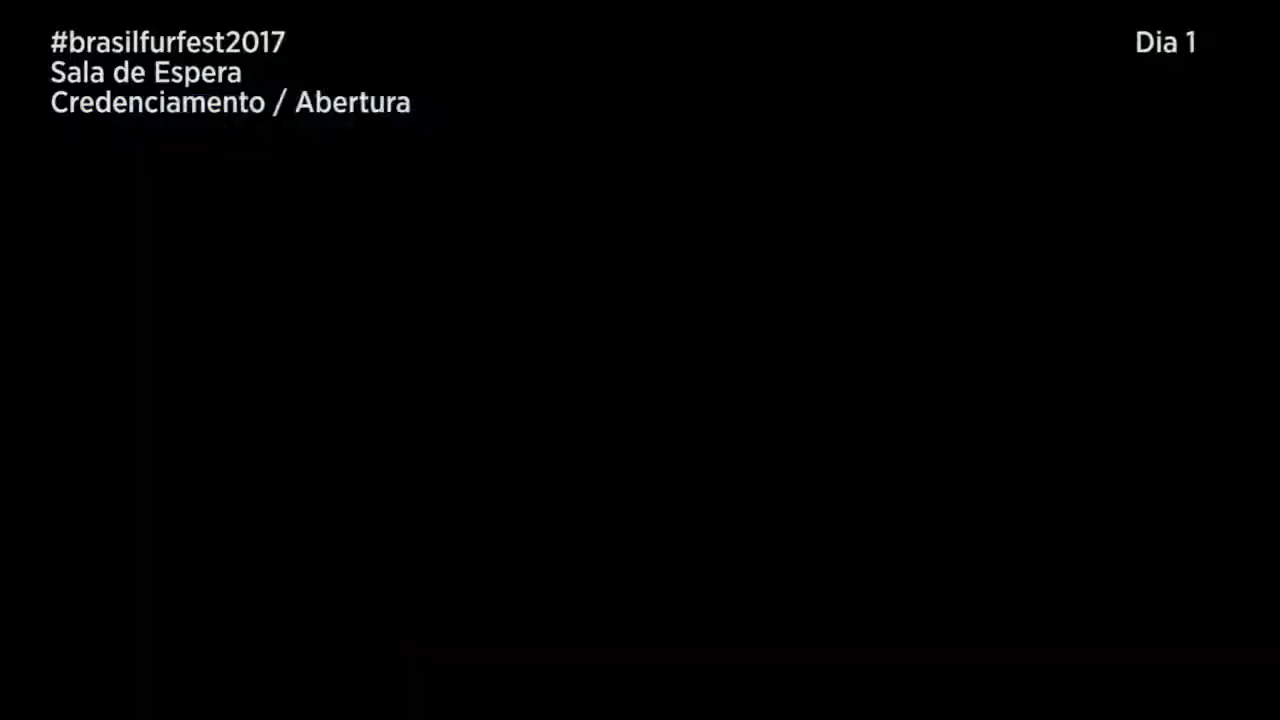 #brasilfurfest2017
Dia 1
Sala de Espera
Credenciamento / Abertura